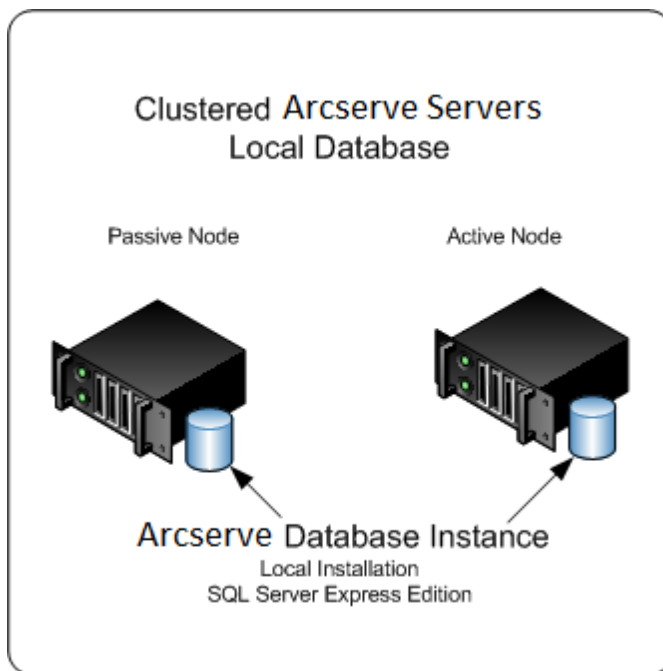 Clustered Arcserve Servers
Local Database
Passive Node
Active Node
Arcserve Database Instance
Local Installation
SQL Server Express Edition